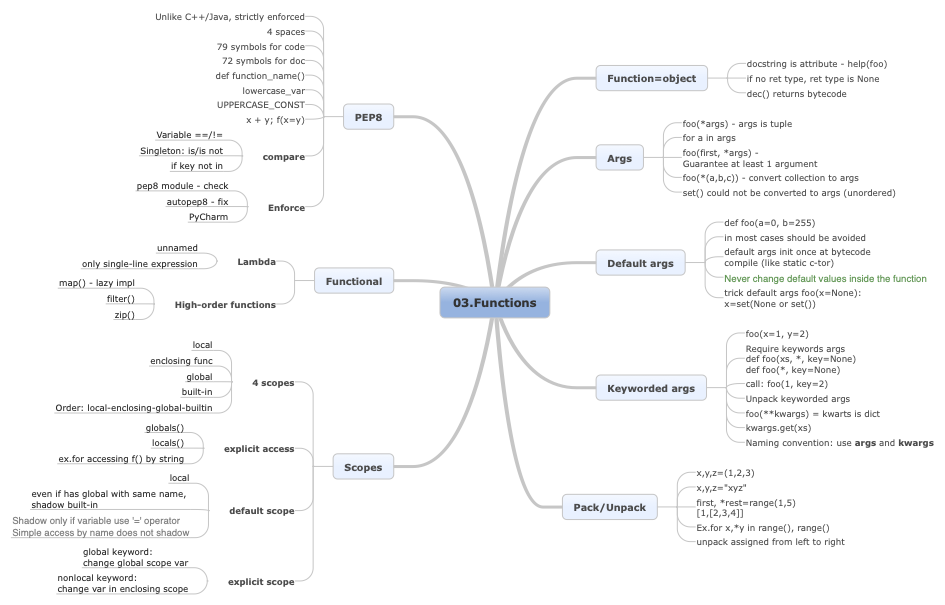 03.Functions
PEP8
Unlike C++/Java, strictly enforced
4 spaces
79 symbols for code
72 symbols for doc
def function_name()
lowercase_var
UPPERCASE_CONST
x + y; f(x=y)
compare
Variable ==/!=
Singleton: is/is not
if key not in
Enforce
pep8 module - check
autopep8 - fix
PyCharm
Functional
Lambda
unnamed
only single-line expression
High-order functions
map() - lazy impl
filter()
zip()
Scopes
4 scopes
local
enclosing func
global
built-in
Order: local-enclosing-global-builtin
explicit access
globals()
locals()
ex.for accessing f() by string
default scope
local
even if has global with same name,
shadow built-in
Shadow only if variable use '=' operator
Simple access by name does not shadow
explicit scope
global keyword:
change global scope var
nonlocal keyword:
change var in enclosing scope
Function=object
docstring is attribute - help(foo)
if no ret type, ret type is None
dec() returns bytecode
Args
foo(*args) - args is tuple
for a in args
foo(first, *args) -
Guarantee at least 1 argument
foo(*(a,b,c)) - convert collection to args
set() could not be converted to args (unordered)
Default args
def foo(a=0, b=255)
in most cases should be avoided
default args init once at bytecode
compile (like static c-tor)
Never change default values inside the function
trick default args foo(x=None):
x=set(None or set())
Keyworded args
foo(x=1, y=2)
Require keywords args
def foo(xs, *, key=None)
def foo(*, key=None)
call: foo(1, key=2)
Unpack keyworded args
foo(**kwargs) = kwarts is dict
kwargs.get(xs)
Naming convention: use args and kwargs
Pack/Unpack
x,y,z=(1,2,3)
x,y,z="xyz"
first, *rest=range(1,5)
[1,[2,3,4]]
Ex.for x,*y in range(), range()
unpack assigned from left to right